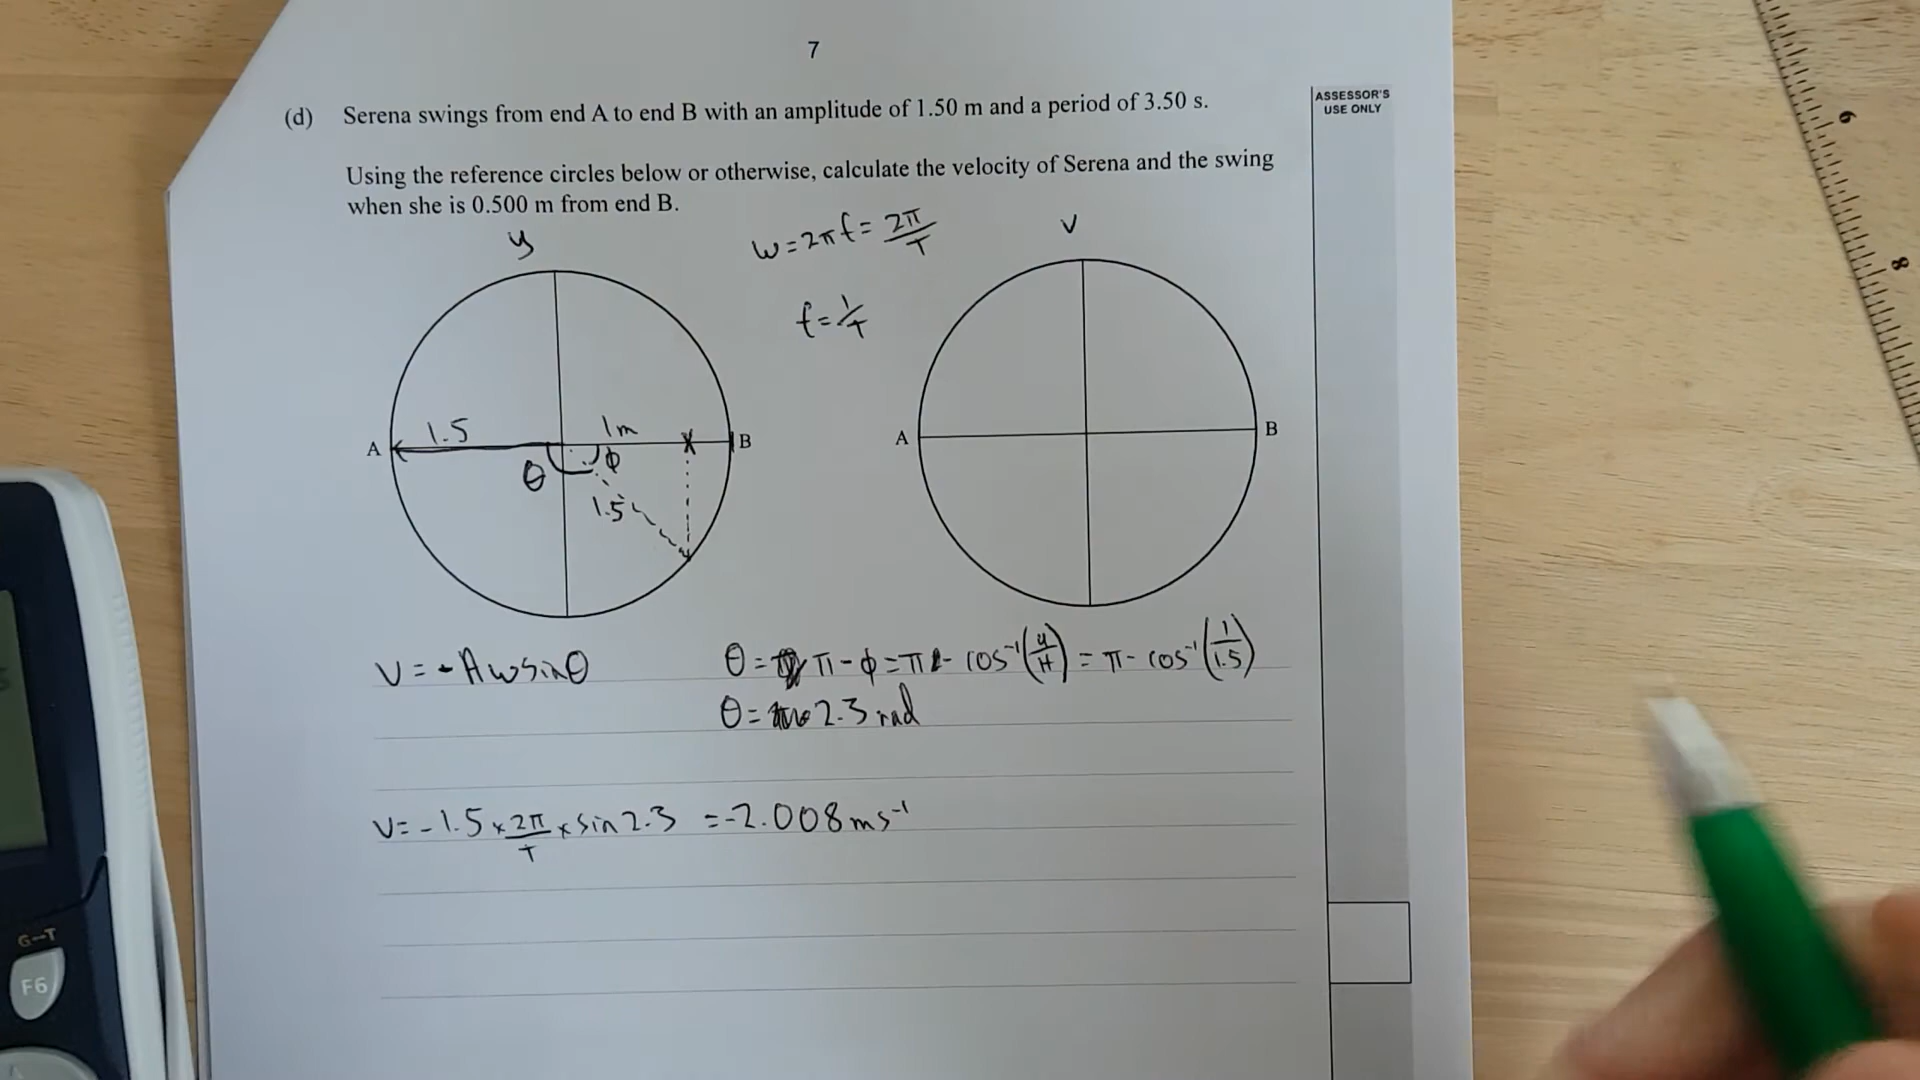 7
ASSESSOR'S
USE ONLY
(d) Serena swings from end A to end B with an amplitude of 1.50 m and a period of 3.50 s.
Using the reference circles below or otherwise, calculate the velocity of Serena and the swing
when she is 0.500 m from end B.
y
w=2πf= 2π/T
v
f=1/T
A 1.5 1m B
θ ϕ
1.5
A B
V = -Awsinθ
θ = π-ϕ = π - cos⁻¹(y/A) = π - cos⁻¹(1/1.5)
θ = 2.3 rad
V= -1.5 × 2π/T × sin 2.3 = -2.008 ms⁻¹
G↔T
F6
6
8